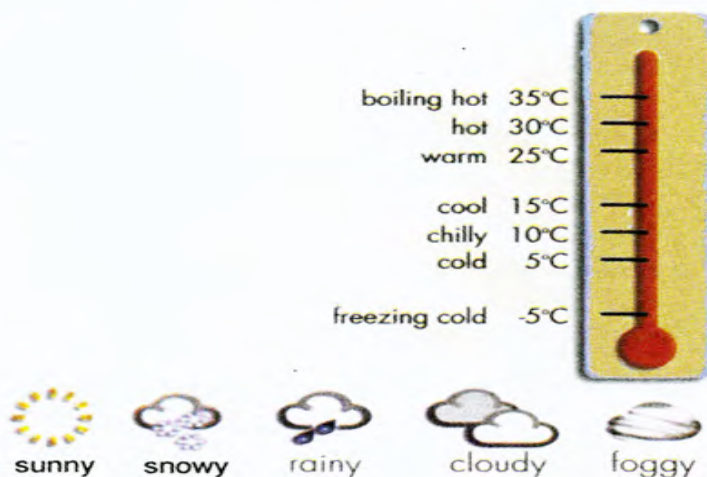 boiling hot 35°C
hot 30°C
warm 25°C
cool 15°C
chilly 10°C
cold 5°C
freezing cold -5°C
sunny snowy rainy cloudy foggy